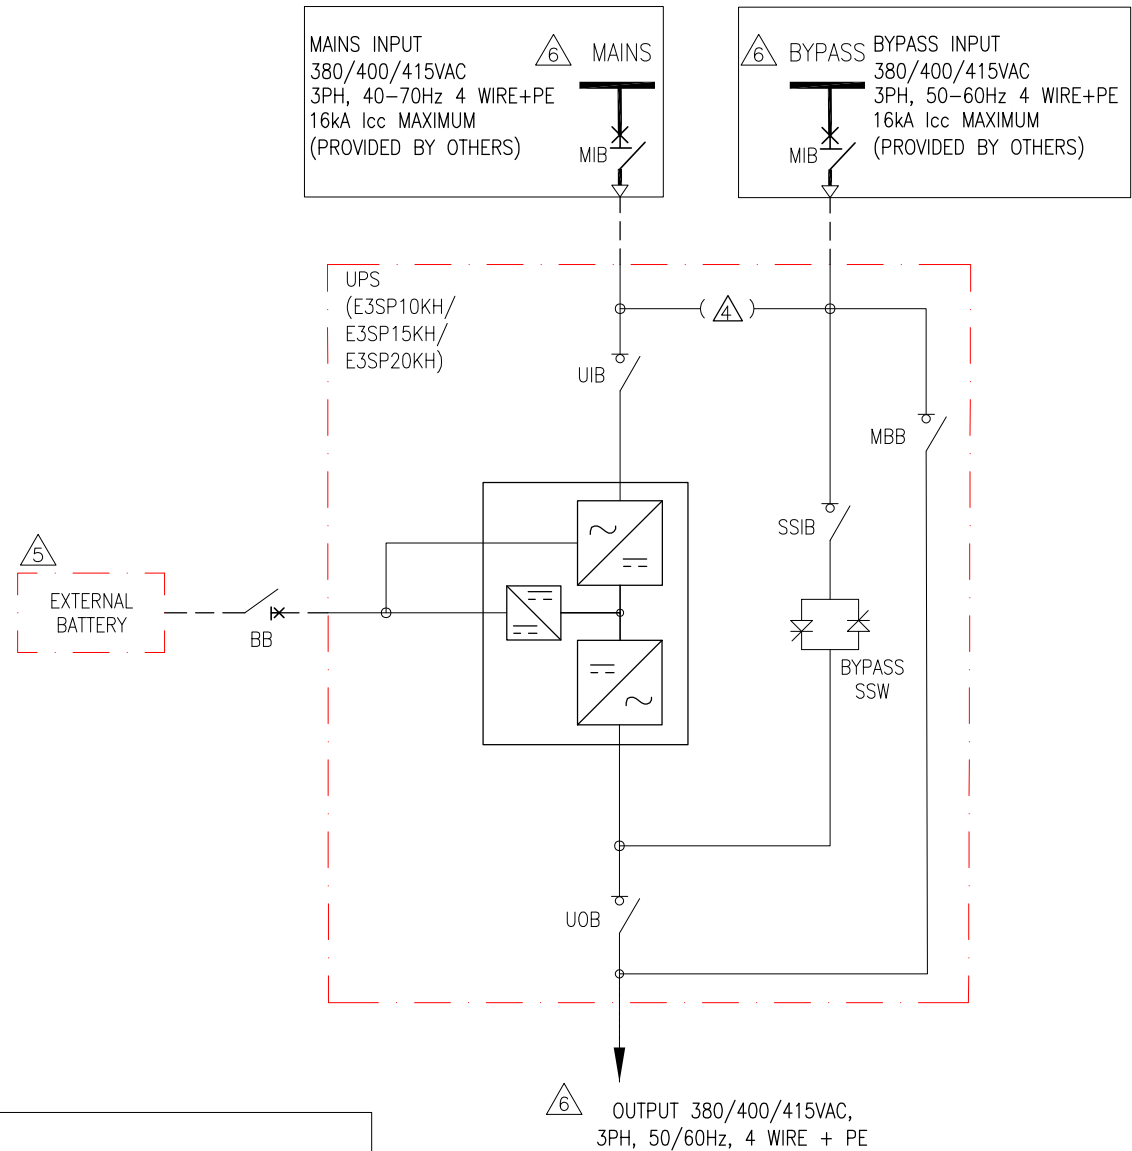 MAINS INPUT
380/400/415VAC
3PH, 40-70Hz 4 WIRE+PE
16kA Icc MAXIMUM
(PROVIDED BY OTHERS)
6
MAINS
MIB
6
BYPASS
BYPASS INPUT
380/400/415VAC
3PH, 50-60Hz 4 WIRE+PE
16kA Icc MAXIMUM
(PROVIDED BY OTHERS)
MIB
UPS
(E3SP10KH/
E3SP15KH/
E3SP20KH)
( 4 )
UIB
MBB
SSIB
5
EXTERNAL
BATTERY
BB
BYPASS
SSW
UOB
6
OUTPUT 380/400/415VAC,
3PH, 50/60Hz, 4 WIRE + PE